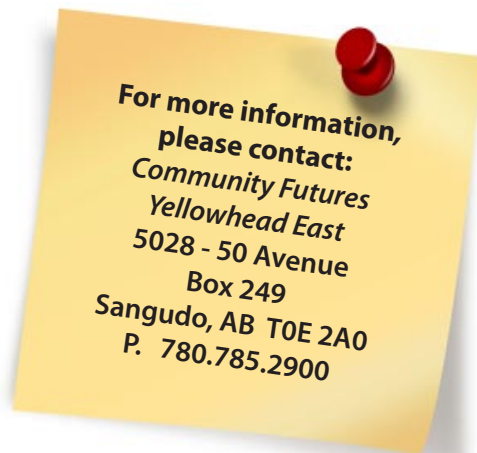 For more information,
please contact:
Community Futures
Yellowhead East
5028 - 50 Avenue
Box 249
Sangudo, AB  T0E 2A0
P.   780.785.2900